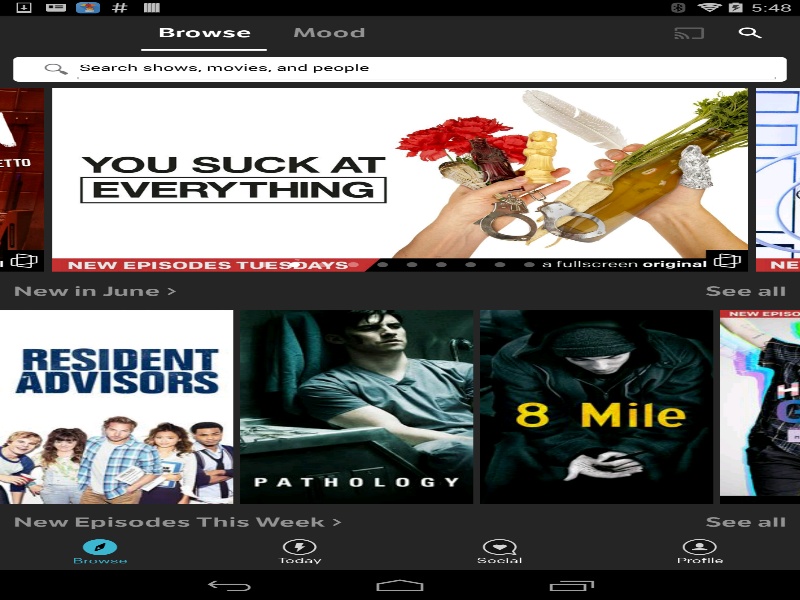 5:48
Browse Mood
Search shows, movies, and people
ETTO
YOU SUCK AT
EVERYTHING
NEW EPISODES TUESDAYS
a fullscreen original
NE
New in June >
See all
RESIDENT
ADVISORS
PATHOLOGY
8 Mile
NEW EPISO
New Episodes This Week >
See all
Browse Today Social Profile